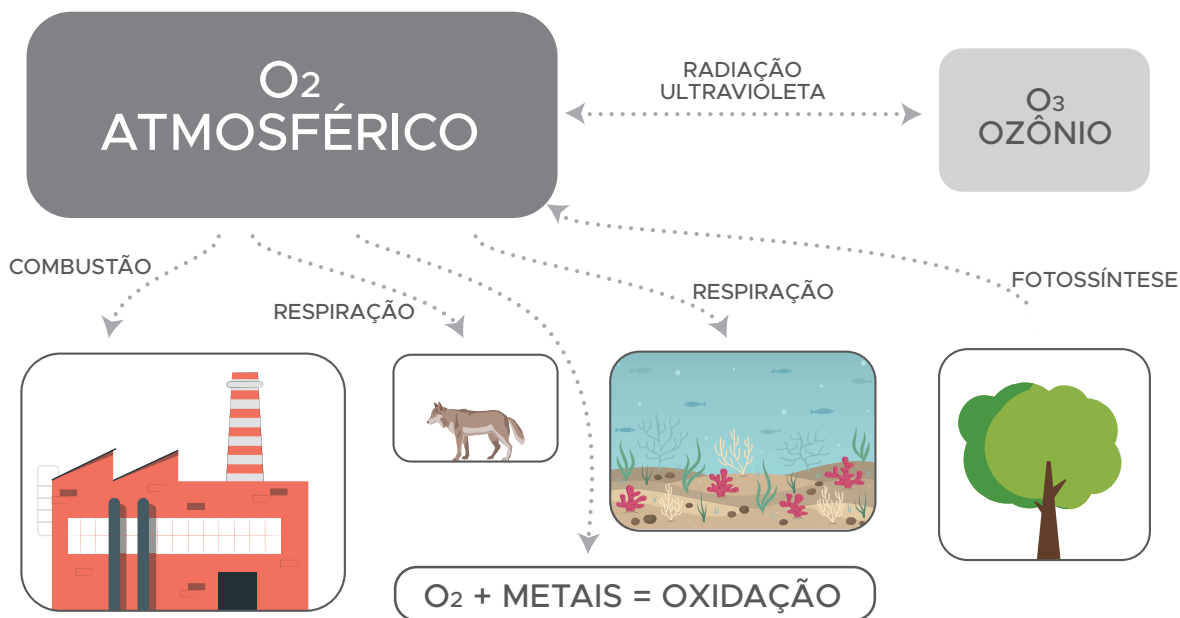 O2
ATMOSFÉRICO
RADIAÇÃO
ULTRAVIOLETA
O3
OZÔNIO
COMBUSTÃO
RESPIRAÇÃO
RESPIRAÇÃO
FOTOSSÍNTESE
O2 + METAIS = OXIDAÇÃO